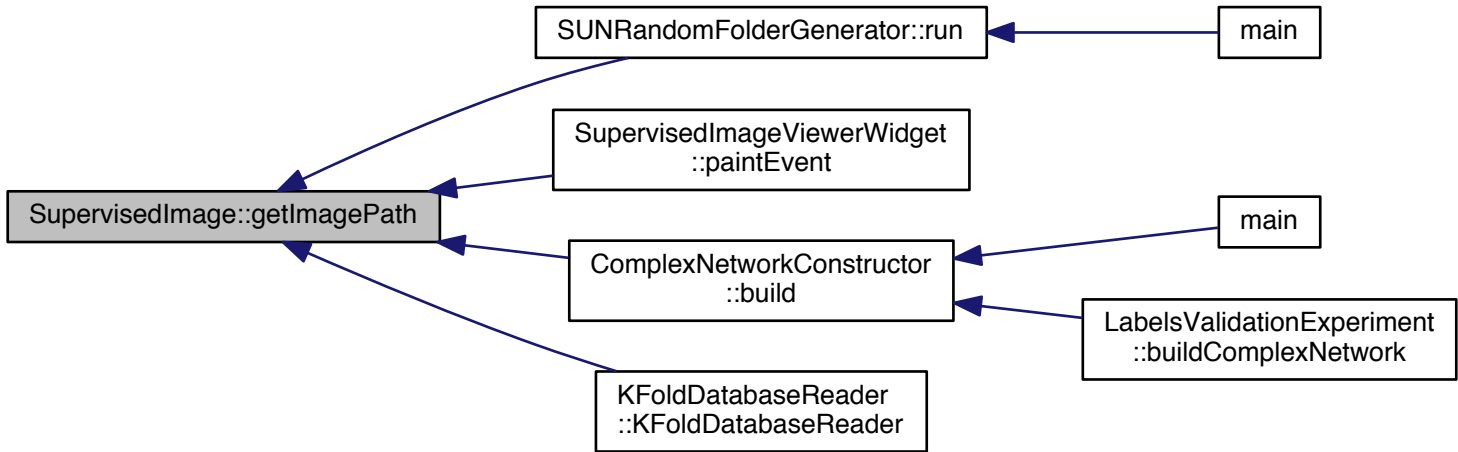 SUNRandomFolderGenerator::run
main
SupervisedImageViewerWidget
::paintEvent
SupervisedImage::getImagePath
ComplexNetworkConstructor
::build
main
LabelsValidationExperiment
::buildComplexNetwork
KFoldDatabaseReader
::KFoldDatabaseReader